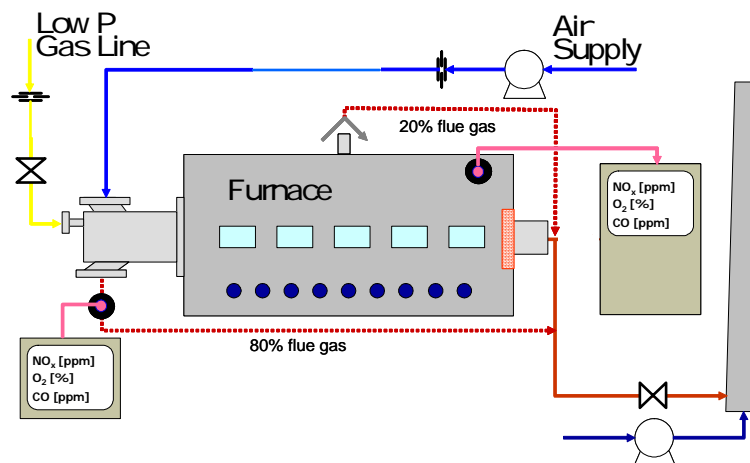 Low P
Gas Line
Air
Supply
20% flue gas
Furnace
NOx [ppm]
O2 [%]
CO [ppm]
80% flue gas
NOx [ppm]
O2 [%]
CO [ppm]